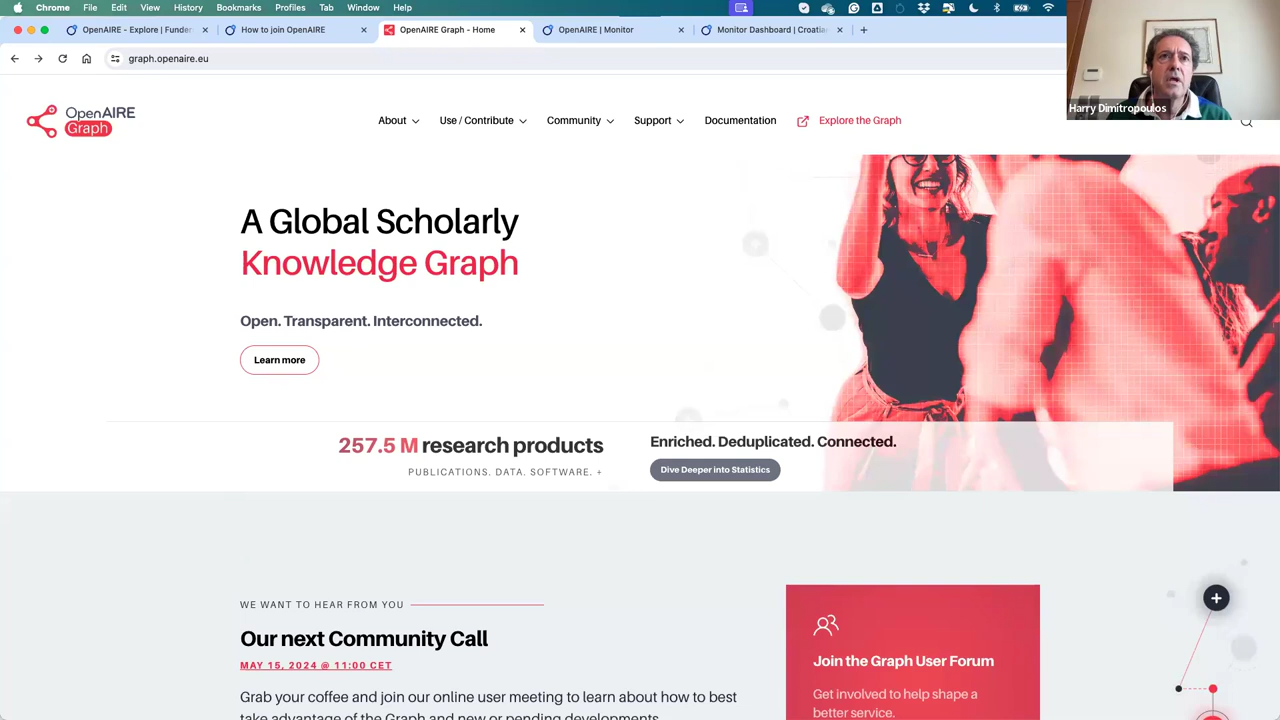 Chrome File Edit View History Bookmarks Profiles Tab Window Help
OpenAIRE - Explore | Funder
How to join OpenAIRE
OpenAIRE Graph - Home
OpenAIRE | Monitor
Monitor Dashboard | Croatia
graph.openaire.eu
Harry Dimitropoulos
OpenAIRE
Graph
About
Use / Contribute
Community
Support
Documentation
Explore the Graph
A Global Scholarly
Knowledge Graph
Open. Transparent. Interconnected.
Learn more
257.5 M research products
PUBLICATIONS. DATA. SOFTWARE. +
Enriched. Deduplicated. Connected.
Dive Deeper into Statistics
WE WANT TO HEAR FROM YOU
Our next Community Call
MAY 15, 2024 @ 11:00 CET
Grab your coffee and join our online user meeting to learn about how to best
take advantage of the Graph and new or pending developments.
Join the Graph User Forum
Get involved to help shape a
better service.